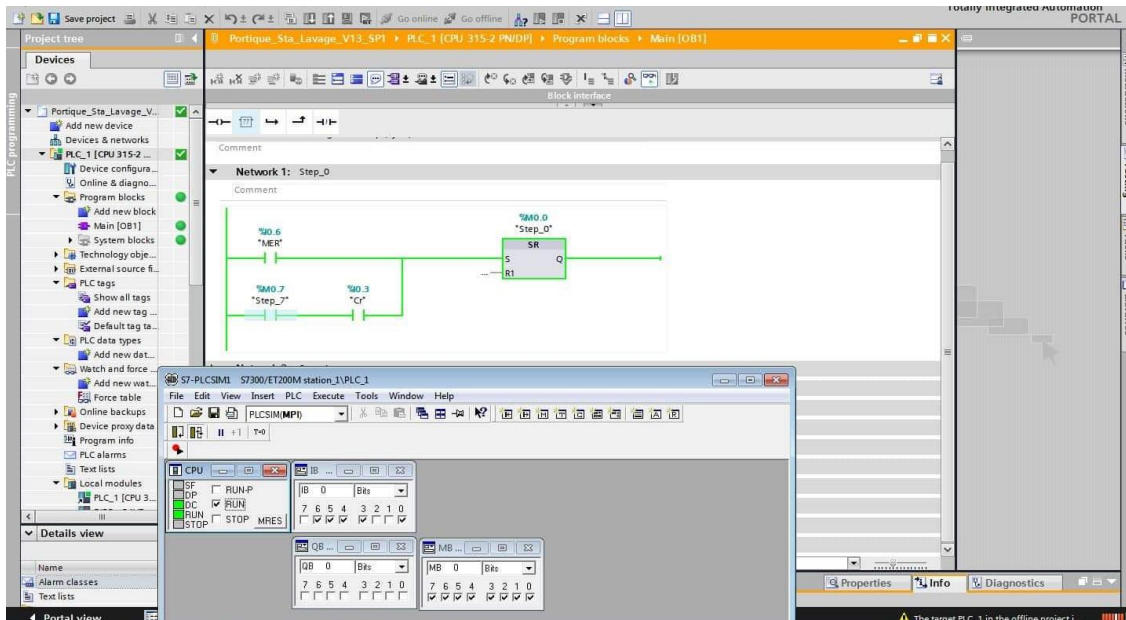 Totally Integrated Automation
PORTAL
Save project
Go online
Go offline
Project tree
Portique_Sta_Lavage_V13_SP1 ▸ PLC_1 [CPU 315-2 PN/DP] ▸ Program blocks ▸ Main [OB1]
Devices
PLC programming
Block interface
Portique_Sta_Lavage_V...
Add new device
Devices & networks
PLC_1 [CPU 315-2 ...
Device configura...
Online & diagno...
Program blocks
Add new block
Main [OB1]
System blocks
Technology obje...
External source fi...
PLC tags
Show all tags
Add new tag ...
Default tag ta...
PLC data types
Add new dat...
Watch and force ...
Add new wat...
Force table
Online backups
Device proxy data
Program info
PLC alarms
Text lists
Local modules
PLC_1 [CPU 3...
Details view
Name
Alarm classes
Text lists
Portal view
Comment
Network 1: Step_0
Comment
%I0.6
"MER"
%M0.0
"Step_0"
SR
S
Q
R1
...
%M0.7
"Step_7"
%I0.3
"Cr"
S7-PLCSIM1 S7300/ET200M station_1\PLC_1
File Edit View Insert PLC Execute Tools Window Help
PLCSIM(MPI)
T=0
CPU
SF
DP
DC
RUN
STOP
RUN-P
RUN
STOP
MRES
IB ...
IB 0 Bits
7 6 5 4 3 2 1 0
QB ...
QB 0 Bits
7 6 5 4 3 2 1 0
MB ...
MB 0 Bits
7 6 5 4 3 2 1 0
Properties
Info
Diagnostics
The target PLC_1 in the offline project i...